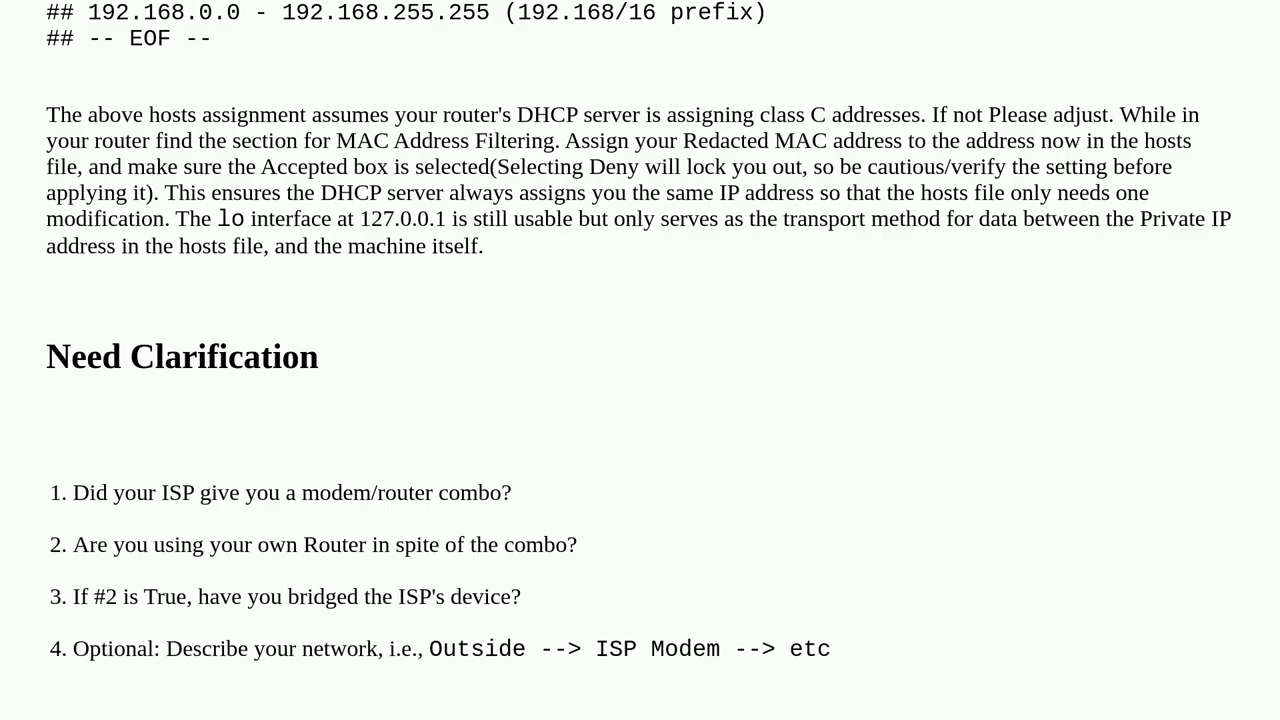 ## 192.168.0.0 - 192.168.255.255 (192.168/16 prefix)
## -- EOF --
The above hosts assignment assumes your router's DHCP server is assigning class C addresses. If not Please adjust. While in
your router find the section for MAC Address Filtering. Assign your Redacted MAC address to the address now in the hosts
file, and make sure the Accepted box is selected(Selecting Deny will lock you out, so be cautious/verify the setting before
applying it). This ensures the DHCP server always assigns you the same IP address so that the hosts file only needs one
modification. The lo interface at 127.0.0.1 is still usable but only serves as the transport method for data between the Private IP
address in the hosts file, and the machine itself.
Need Clarification
1. Did your ISP give you a modem/router combo?
2. Are you using your own Router in spite of the combo?
3. If #2 is True, have you bridged the ISP's device?
4. Optional: Describe your network, i.e., Outside --> ISP Modem --> etc